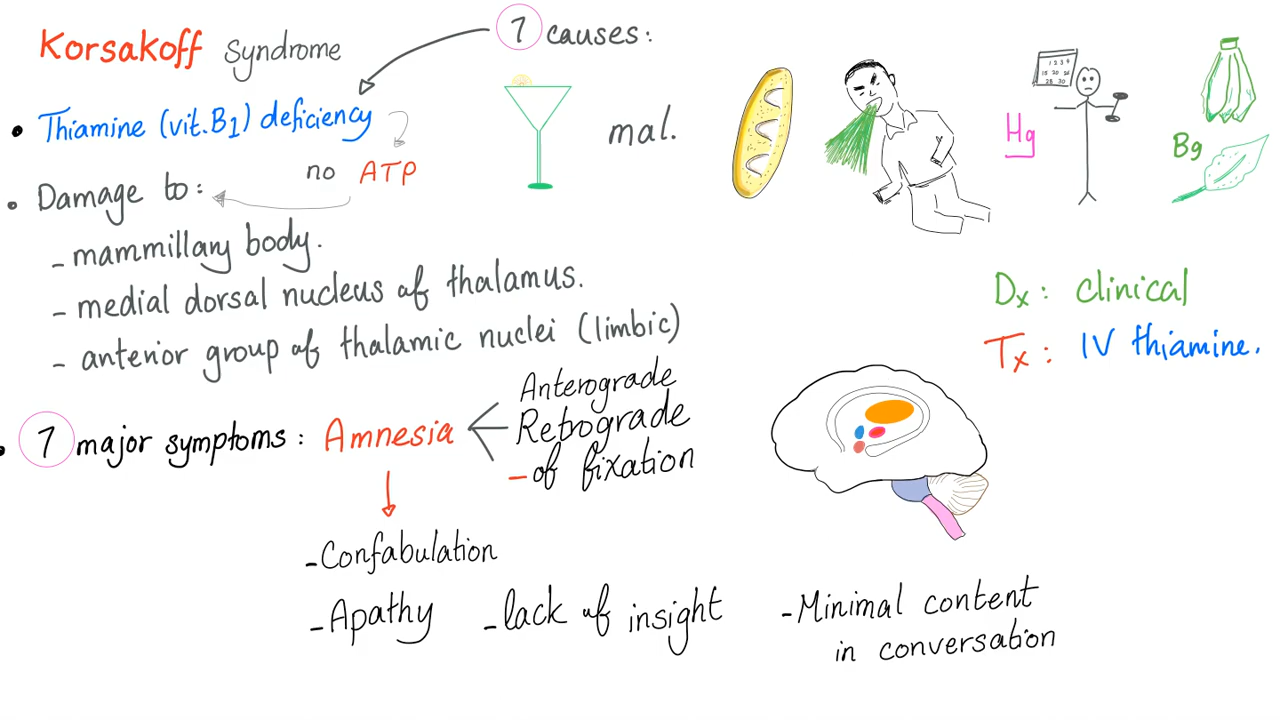 Korsakoff syndrome
7 causes:
• Thiamine (vit. B1) deficiency
no ATP
mal.
Hg
Bg
• Damage to:
- mammillary body.
- medial dorsal nucleus of thalamus.
- anterior group of thalamic nuclei (limbic)
Dx: clinical
Tx: IV thiamine.
• 7 major symptoms: Amnesia
Anterograde
Retrograde
- of fixation
- Confabulation
- Apathy - lack of insight - Minimal content
in conversation